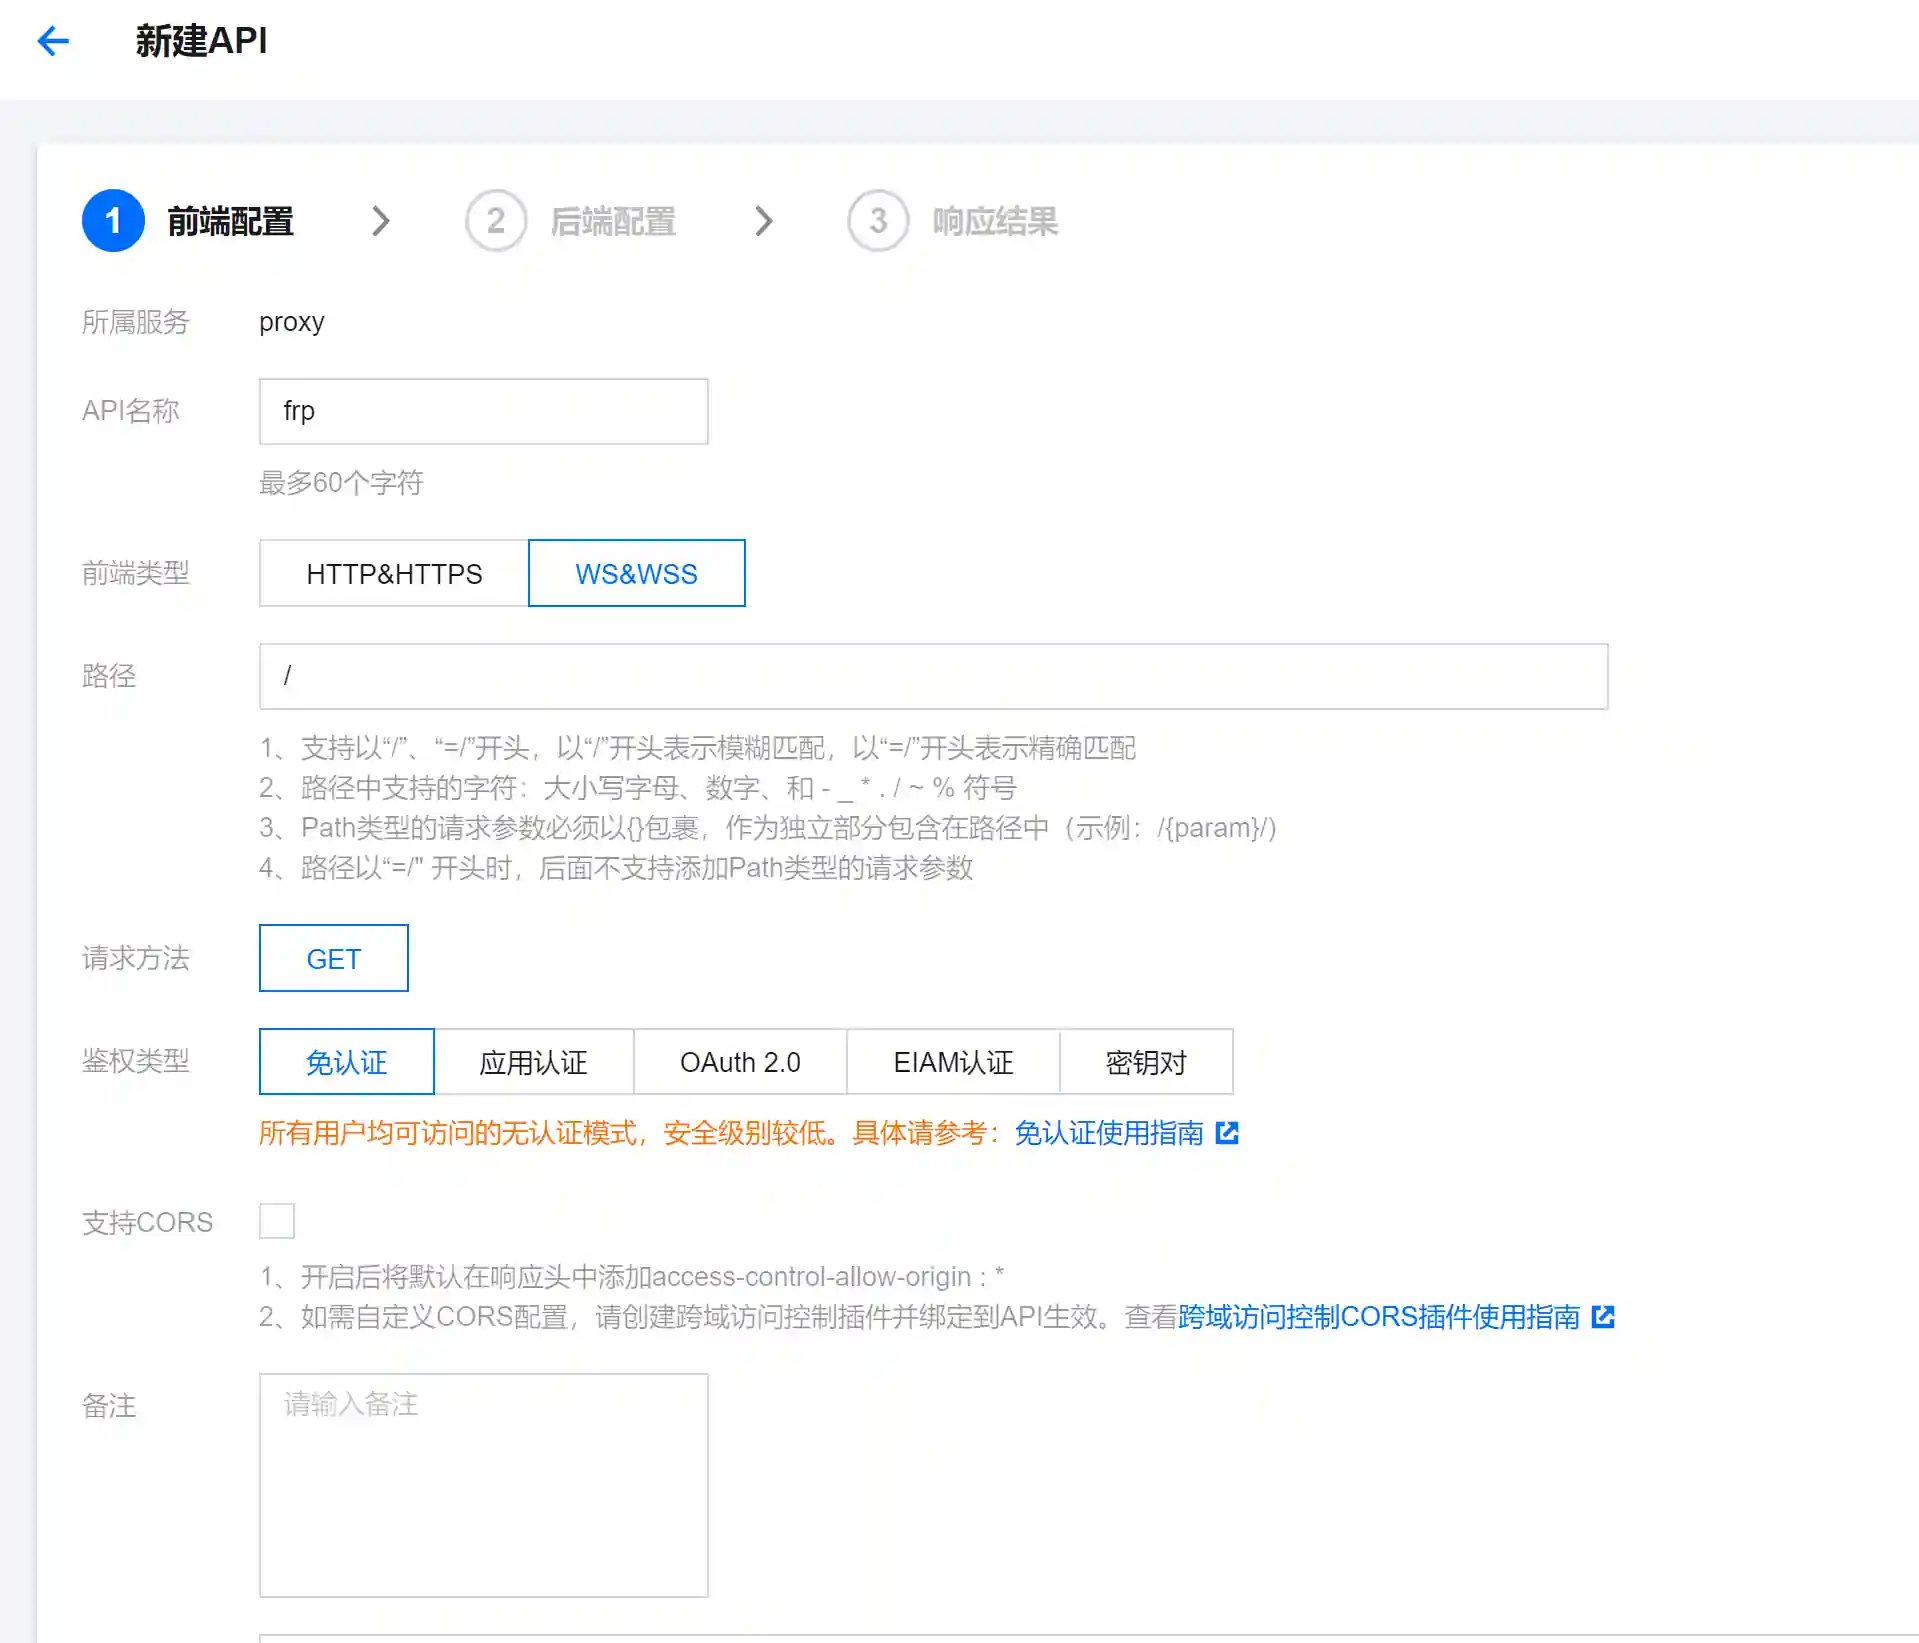 新建API
1 前端配置 2 后端配置 3 响应结果
所属服务 proxy
API名称 frp
最多60个字符
前端类型 HTTP&HTTPS WS&WSS
路径 /
1、支持以“/”、“=/”开头，以“/”开头表示模糊匹配，以“=/”开头表示精确匹配
2、路径中支持的字符：大小写字母、数字、和 - _ * . / ~ % 符号
3、Path类型的请求参数必须以{}包裹，作为独立部分包含在路径中（示例：/{param}/）
4、路径以“=/" 开头时，后面不支持添加Path类型的请求参数
请求方法 GET
鉴权类型 免认证 应用认证 OAuth 2.0 EIAM认证 密钥对
所有用户均可访问的无认证模式，安全级别较低。具体请参考：免认证使用指南
支持CORS
1、开启后将默认在响应头中添加access-control-allow-origin : *
2、如需自定义CORS配置，请创建跨域访问控制插件并绑定到API生效。查看跨域访问控制CORS插件使用指南
备注 请输入备注